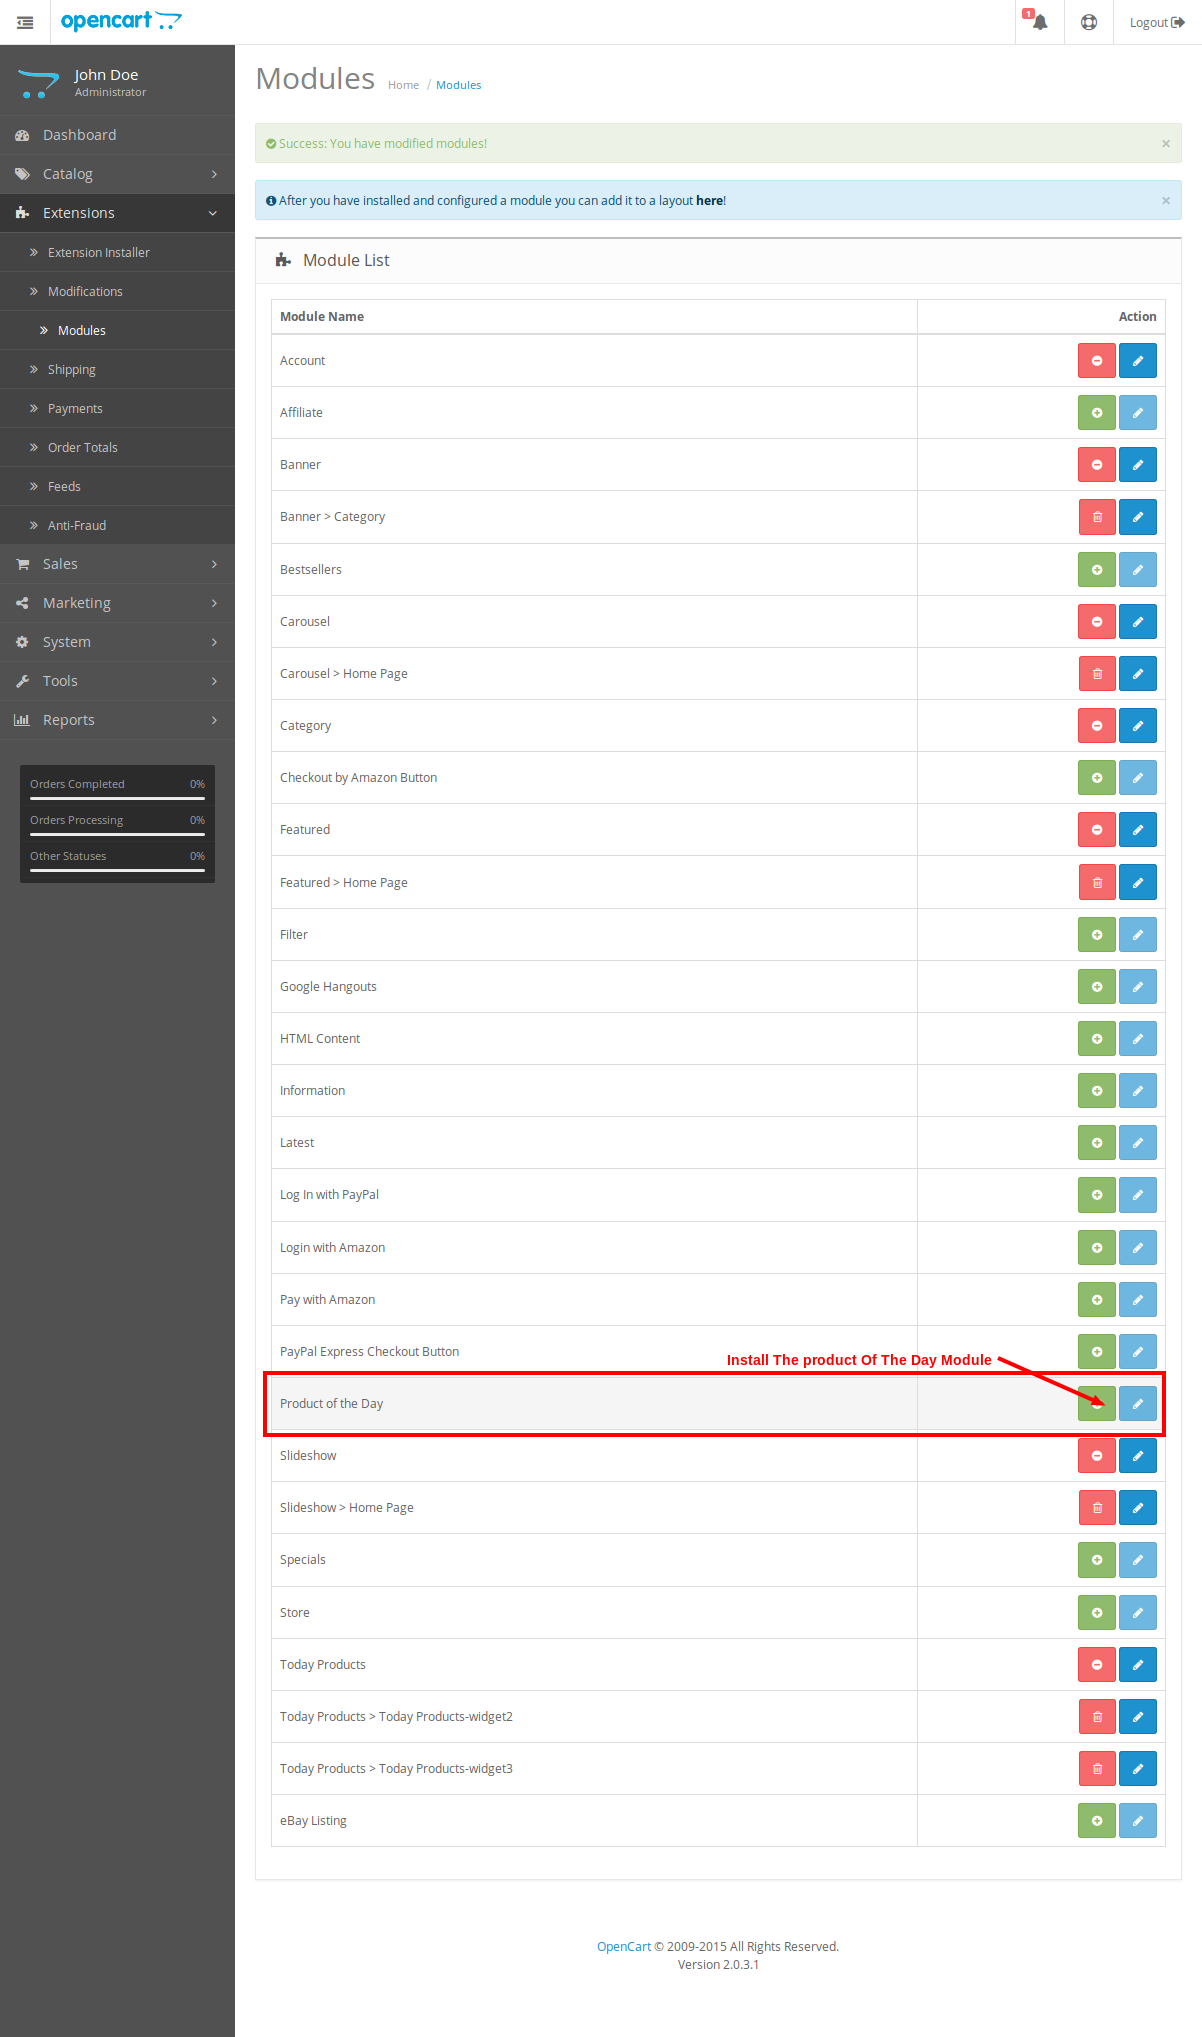 opencart
1
Logout
John Doe
Administrator
Dashboard
Catalog
Extensions
Extension Installer
Modifications
Modules
Shipping
Payments
Order Totals
Feeds
Anti-Fraud
Sales
Marketing
System
Tools
Reports
Orders Completed 0%
Orders Processing 0%
Other Statuses 0%
Modules Home / Modules
Success: You have modified modules! ×
After you have installed and configured a module you can add it to a layout here! ×
Module List
Module Name Action
Account
Affiliate
Banner
Banner > Category
Bestsellers
Carousel
Carousel > Home Page
Category
Checkout by Amazon Button
Featured
Featured > Home Page
Filter
Google Hangouts
HTML Content
Information
Latest
Log In with PayPal
Login with Amazon
Pay with Amazon
PayPal Express Checkout Button
Install The product Of The Day Module
Product of the Day
Slideshow
Slideshow > Home Page
Specials
Store
Today Products
Today Products > Today Products-widget2
Today Products > Today Products-widget3
eBay Listing
OpenCart © 2009-2015 All Rights Reserved.
Version 2.0.3.1